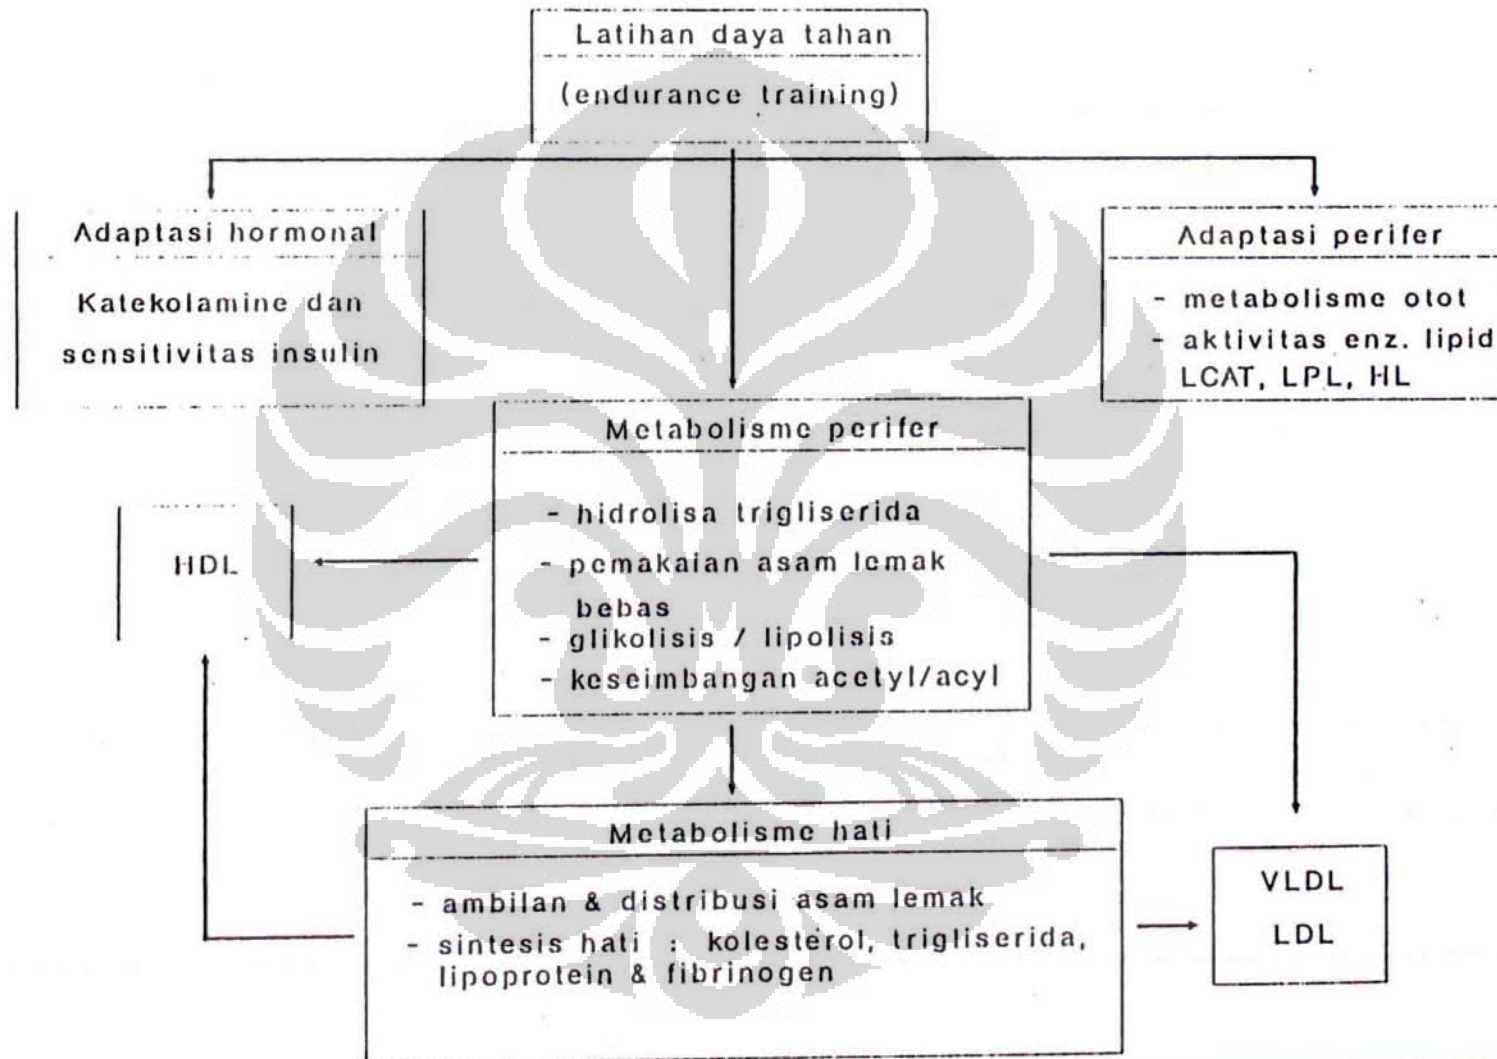 Latihan daya tahan
(endurance training)
Adaptasi hormonal
Katekolamine dan
sensitivitas insulin
Adaptasi perifer
- metabolisme otot
- aktivitas enz. lipid
LCAT, LPL, HL
Metabolisme perifer
- hidrolisa trigliserida
- pemakaian asam lemak
bebas
- glikolisis / lipolisis
- keseimbangan acetyl/acyl
HDL
Metabolisme hati
- ambilan & distribusi asam lemak
- sintesis hati : kolesterol, trigliserida,
lipoprotein & fibrinogen
VLDL
LDL